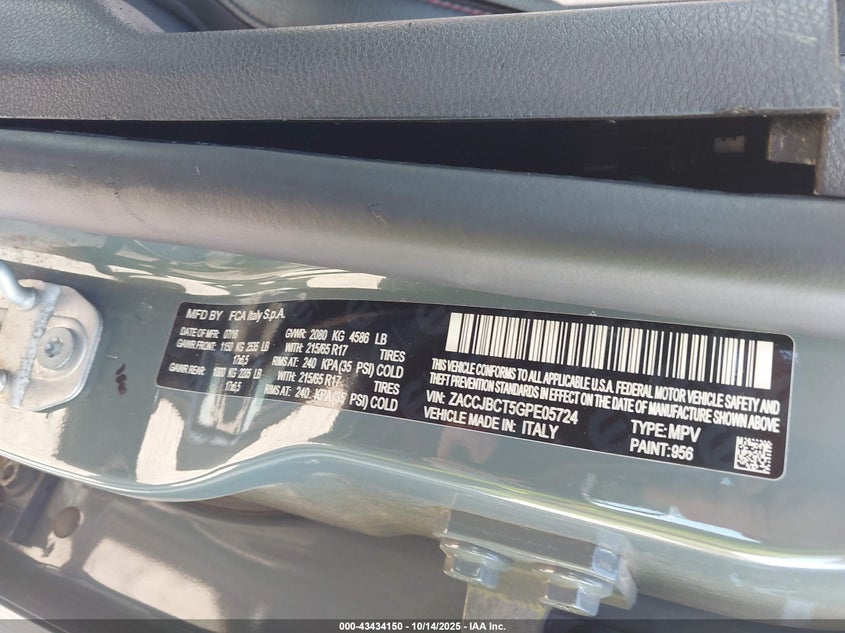 MFD BY FCA Italy S.p.A.
DATE OF MFR: 07/16 GVWR: 2080 KG 4586 LB
GAWR FRONT: 1150 KG 2535 LB WITH: 215/65 R17 TIRES
17x6,5 RIMS AT: 240 KPA(35 PSI) COLD
GAWR REAR: 1000 KG 2205 LB WITH: 215/65 R17 TIRES
17x6,5 RIMS AT: 240 KPA(35 PSI) COLD
THIS VEHICLE CONFORMS TO ALL APPLICABLE U.S.A. FEDERAL MOTOR VEHICLE SAFETY AND
THEFT PREVENTION STANDARDS IN EFFECT ON THE DATE OF MANUFACTURE SHOWN ABOVE
VIN: ZACCJBCT5GPE05724 TYPE: MPV
VEHICLE MADE IN: ITALY PAINT: 956
000-43434150 | 10/14/2025 | IAA Inc.